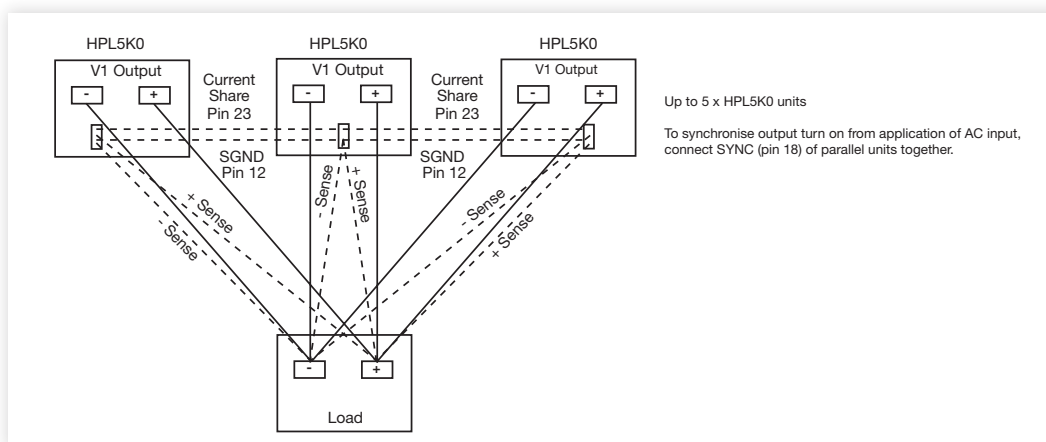 HPL5K0
HPL5K0
HPL5K0
V1 Output
V1 Output
V1 Output
- +
- +
- +
Current
Share
Pin 23
Current
Share
Pin 23
SGND
Pin 12
SGND
Pin 12
+ Sense
- Sense
- Sense
+ Sense
- Sense
+ Sense
- +
Load
Up to 5 x HPL5K0 units
To synchronise output turn on from application of AC input,
connect SYNC (pin 18) of parallel units together.